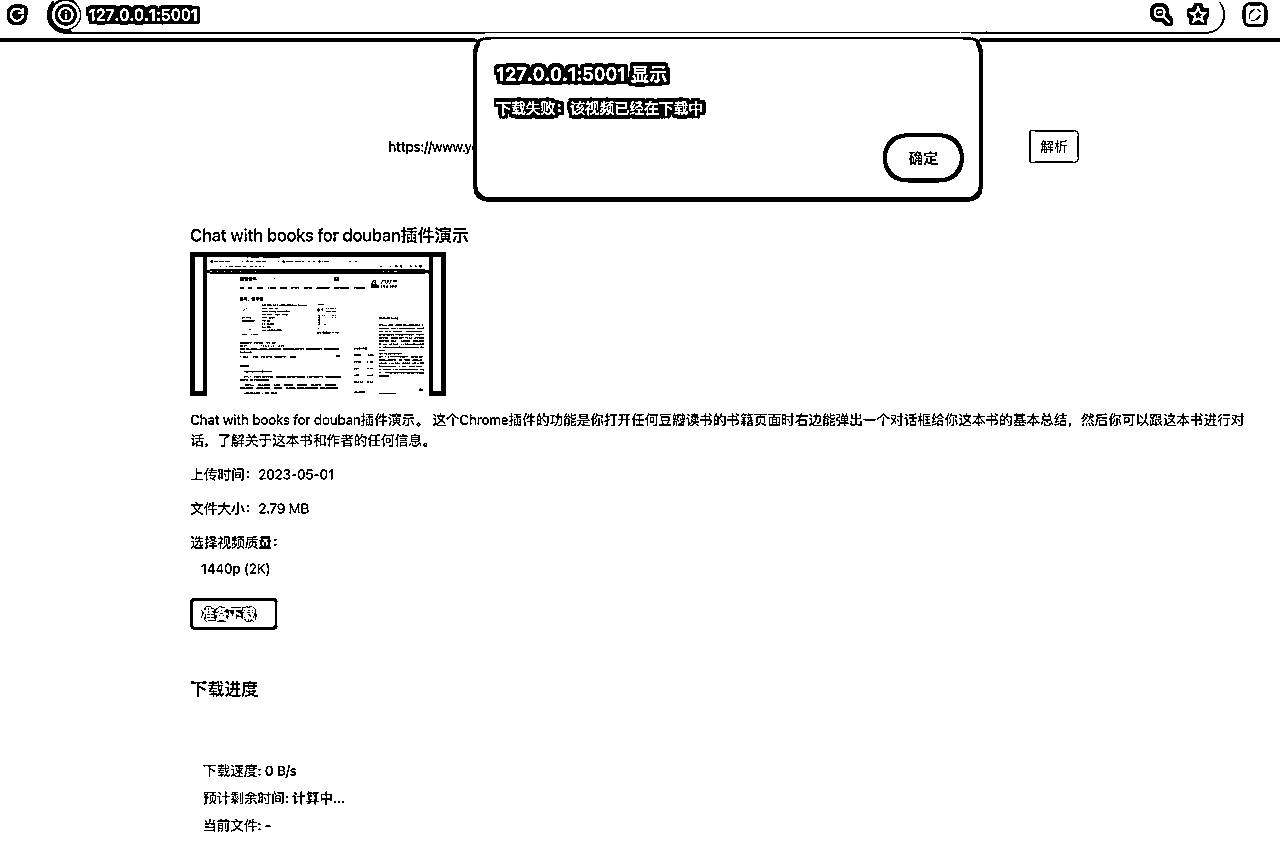 127.0.0.1:5001
127.0.0.1:5001 显示
下载失败：该视频已经在下载中
确定
https://www.y
解析
Chat with books for douban插件演示
Chat with books for douban插件演示。 这个Chrome插件的功能是你打开任何豆瓣读书的书籍页面时右边能弹出一个对话框给你这本书的基本总结，然后你可以跟这本书进行对
话，了解关于这本书和作者的任何信息。
上传时间：2023-05-01
文件大小：2.79 MB
选择视频质量：
1440p (2K)
准备下载
下载进度
下载速度: 0 B/s
预计剩余时间: 计算中...
当前文件: -